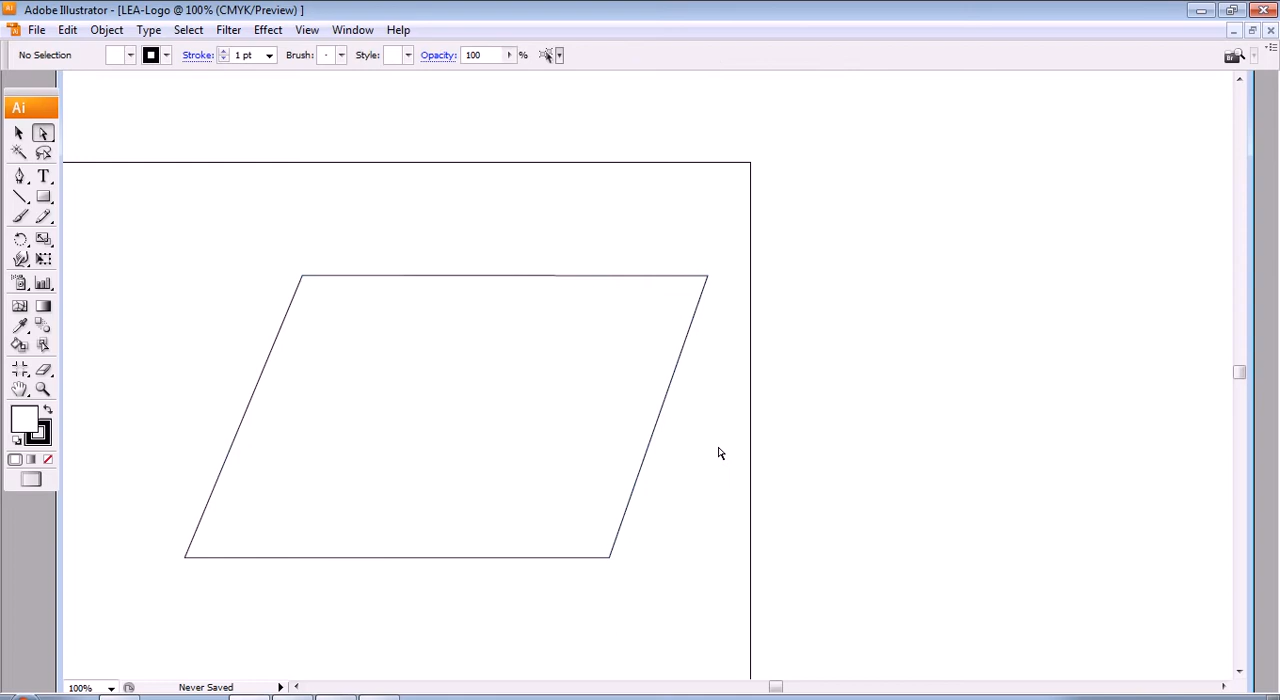 Adobe Illustrator - [LEA-Logo @ 100% (CMYK/Preview) ]
File Edit Object Type Select Filter Effect View Window Help
No Selection Stroke: 1 pt Brush: Style: Opacity: 100 %
Br
Ai
T
100% Never Saved